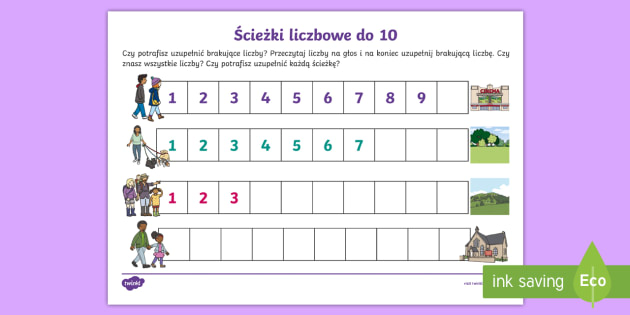 Ścieżki liczbowe do 10
Czy potrafisz uzupełnić brakujące liczby? Przeczytaj liczby na głos i na koniec uzupełnij brakującą liczbę. Czy
znasz wszystkie liczby? Czy potrafisz uzupełnić każdą ścieżkę?
1 2 3 4 5 6 7 8 9
CINEMA
1 2 3 4 5 6 7
1 2 3
twinkl
ink saving Eco